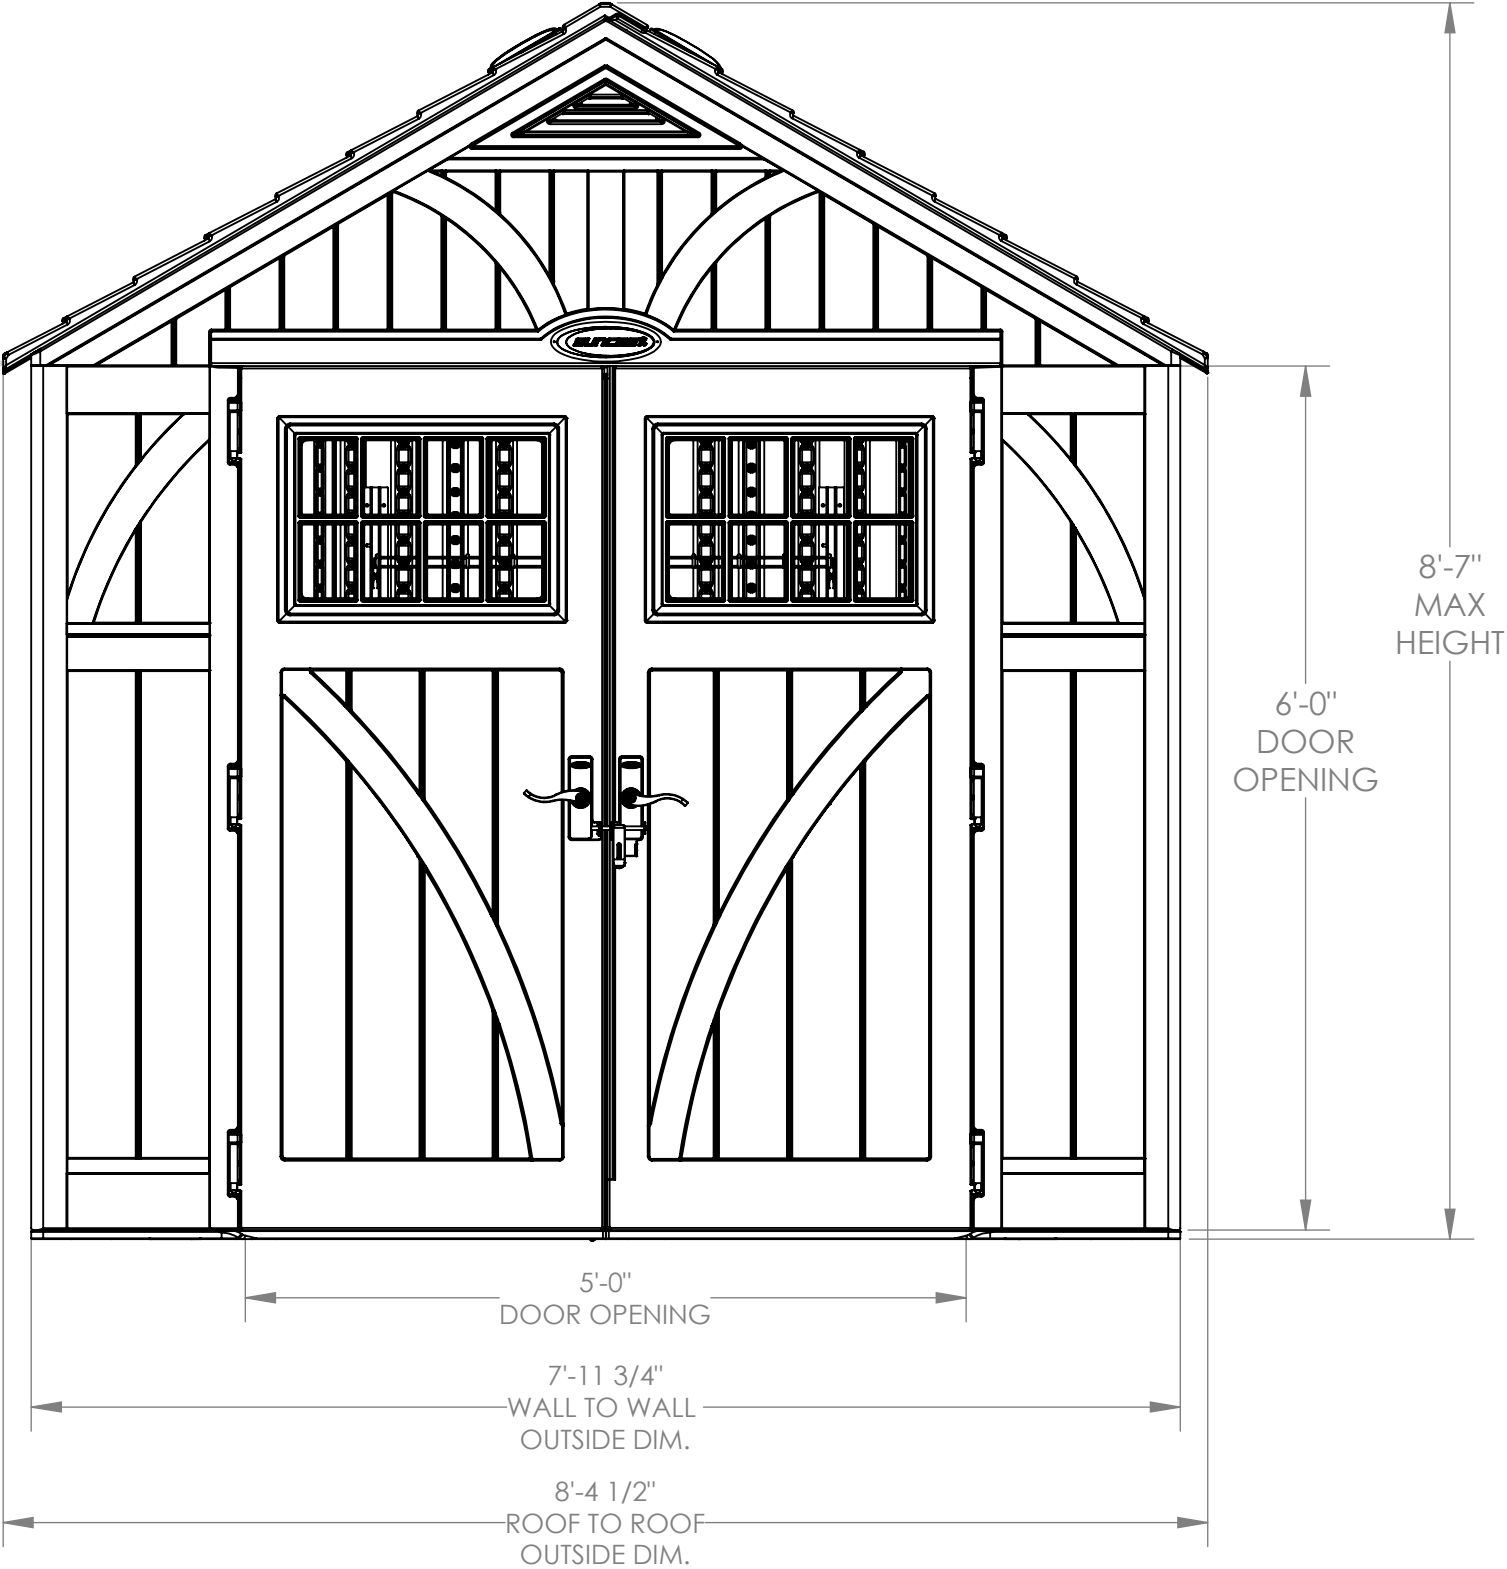 SUNCAST
8'-7"
MAX
HEIGHT
6'-0"
DOOR
OPENING
5'-0"
DOOR OPENING
7'-11 3/4"
WALL TO WALL
OUTSIDE DIM.
8'-4 1/2"
ROOF TO ROOF
OUTSIDE DIM.